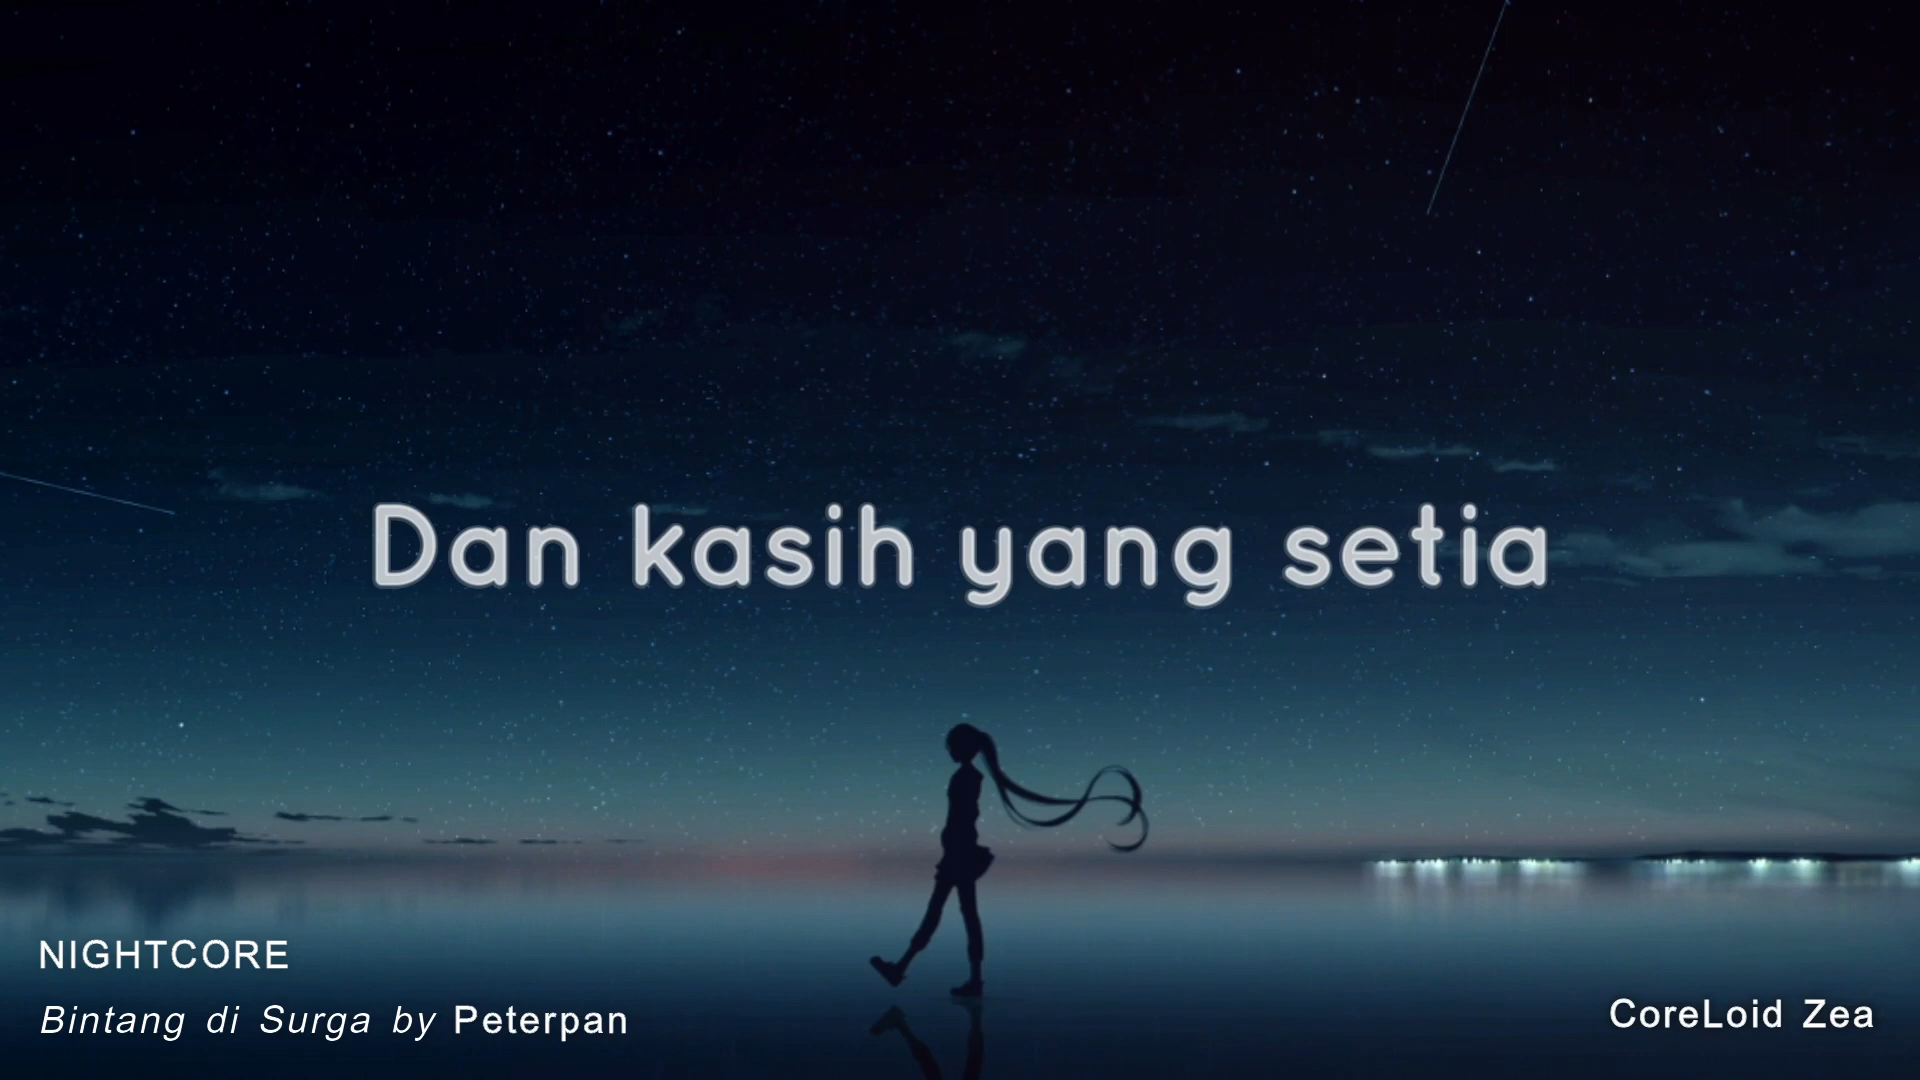 Dan kasih yang setia
NIGHTCORE
Bintang di Surga by Peterpan
CoreLoid Zea